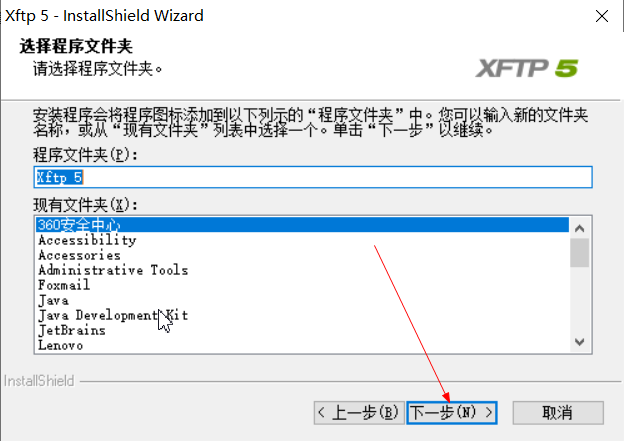 Xftp 5 - InstallShield Wizard
选择程序文件夹
请选择程序文件夹。
XFTP 5
安装程序会将程序图标添加到以下列示的“程序文件夹”中。您可以输入新的文件夹
名称，或从“现有文件夹”列表中选择一个。单击“下一步”以继续。
程序文件夹(P):
Xftp 5
现有文件夹(X):
360安全中心
Accessibility
Accessories
Administrative Tools
Foxmail
Java
Java Development Kit
JetBrains
Lenovo
InstallShield
< 上一步(B)
下一步(N) >
取消